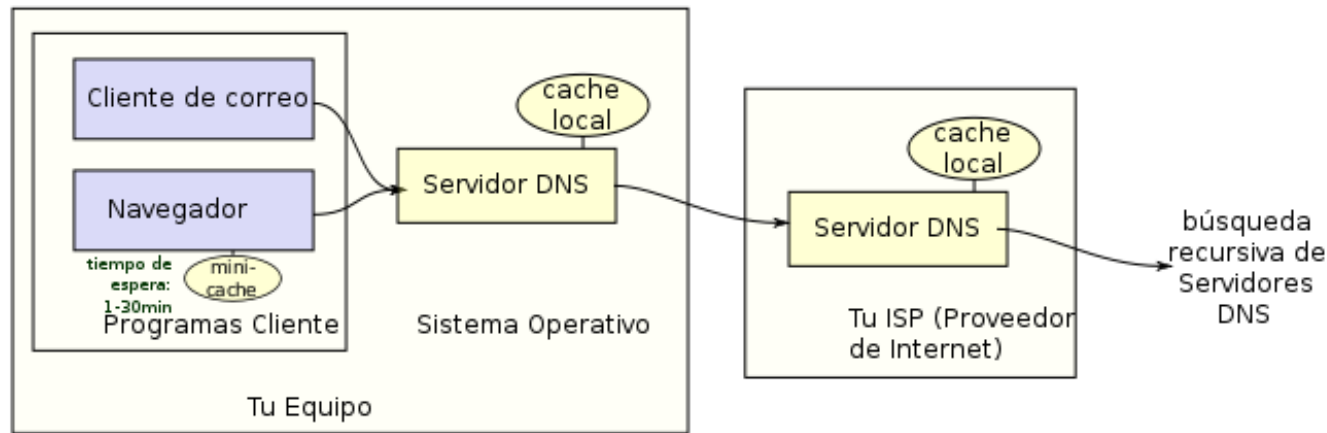 Cliente de correo
Navegador
tiempo de
espera:
1-30min
mini-
cache
Programas Cliente
cache
local
Servidor DNS
Sistema Operativo
Tu Equipo
cache
local
Servidor DNS
Tu ISP (Proveedor
de Internet)
búsqueda
recursiva de
Servidores
DNS